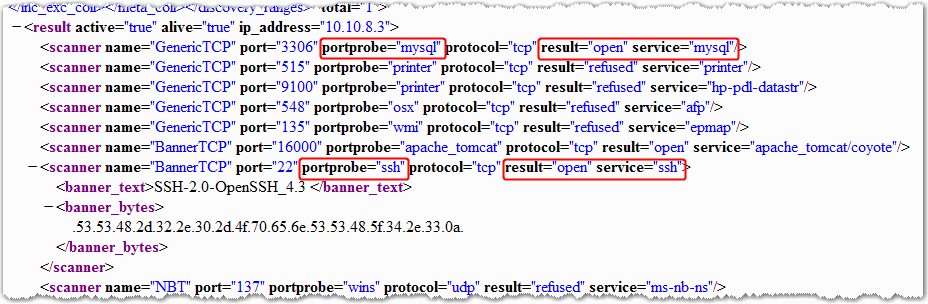 </inc_exc_coll></meta_coll></discovery_ranges> total="1">
−<result active="true" alive="true" ip_address="10.10.8.3">
<scanner name="GenericTCP" port="3306" portprobe="mysql" protocol="tcp" result="open" service="mysql"/>
<scanner name="GenericTCP" port="515" portprobe="printer" protocol="tcp" result="refused" service="printer"/>
<scanner name="GenericTCP" port="9100" portprobe="printer" protocol="tcp" result="refused" service="hp-pdl-datastr"/>
<scanner name="GenericTCP" port="548" portprobe="osx" protocol="tcp" result="refused" service="afp"/>
<scanner name="GenericTCP" port="135" portprobe="wmi" protocol="tcp" result="refused" service="epmap"/>
<scanner name="BannerTCP" port="16000" portprobe="apache_tomcat" protocol="tcp" result="open" service="apache_tomcat/coyote"/>
−<scanner name="BannerTCP" port="22" portprobe="ssh" protocol="tcp" result="open" service="ssh">
<banner_text>SSH-2.0-OpenSSH_4.3 </banner_text>
−<banner_bytes>
.53.53.48.2d.32.2e.30.2d.4f.70.65.6e.53.53.48.5f.34.2e.33.0a.
</banner_bytes>
</scanner>
<scanner name="NBT" port="137" portprobe="wins" protocol="udp" result="refused" service="ms-nb-ns"/>